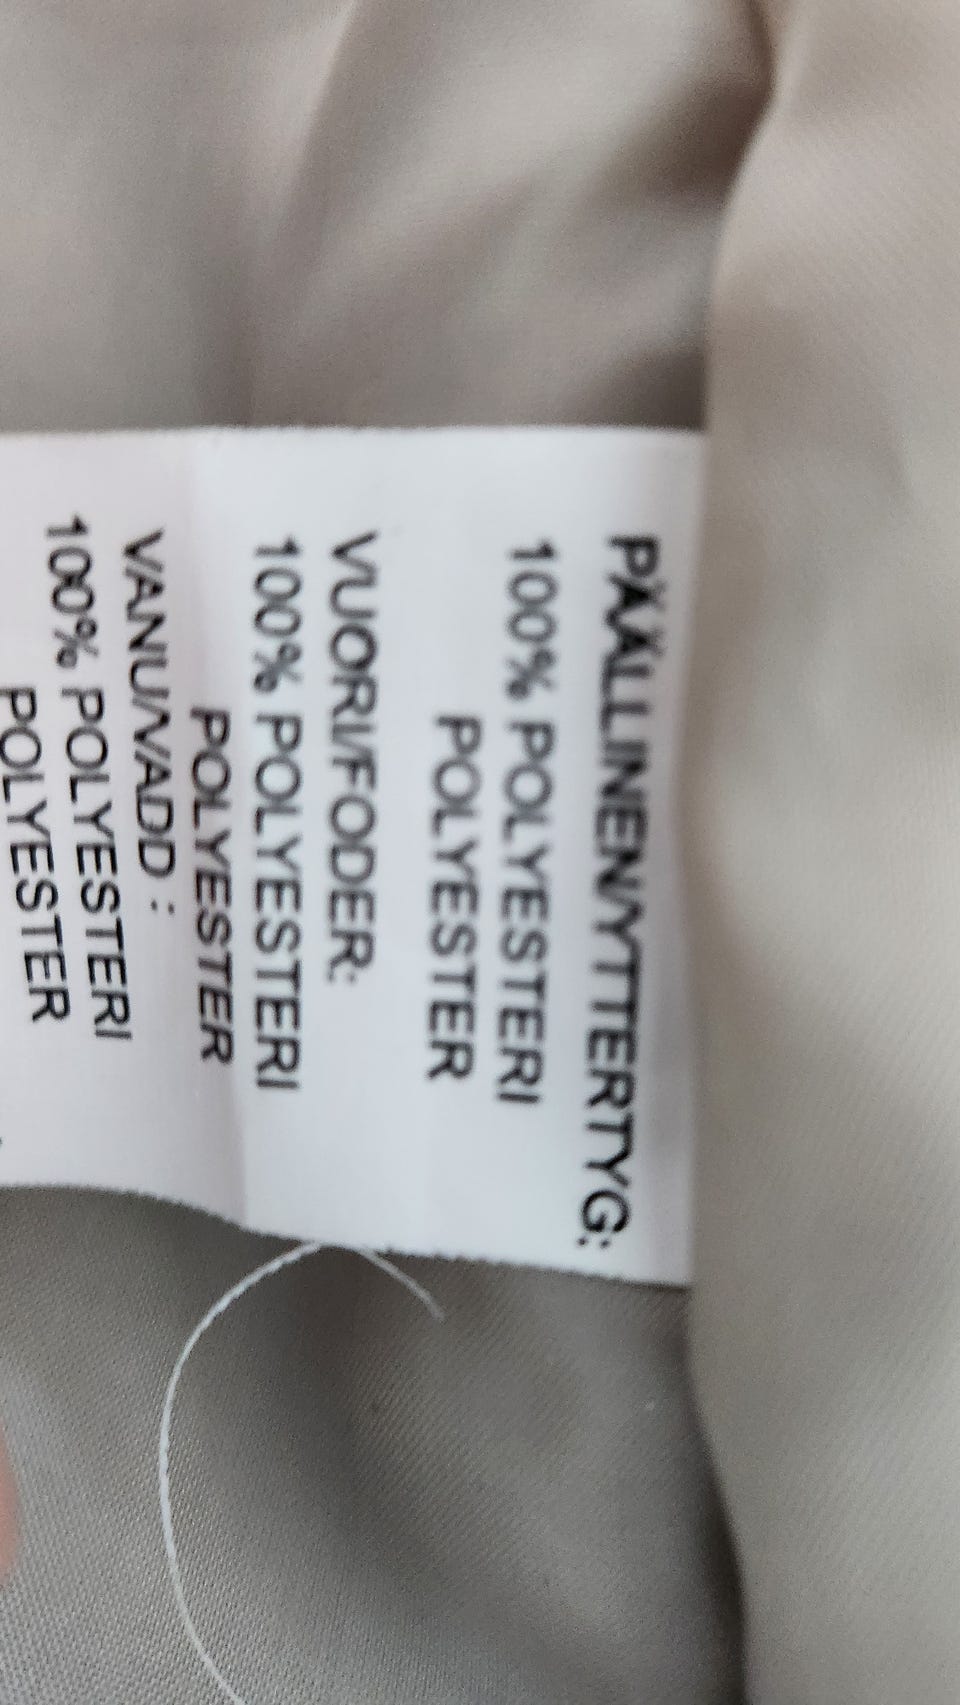 PÄÄLLINEN/YTTERTYG:
100% POLYESTERI
POLYESTER
VUORI/FODER:
100% POLYESTERI
POLYESTER
VANU/VADD :
100% POLYESTERI
POLYESTER